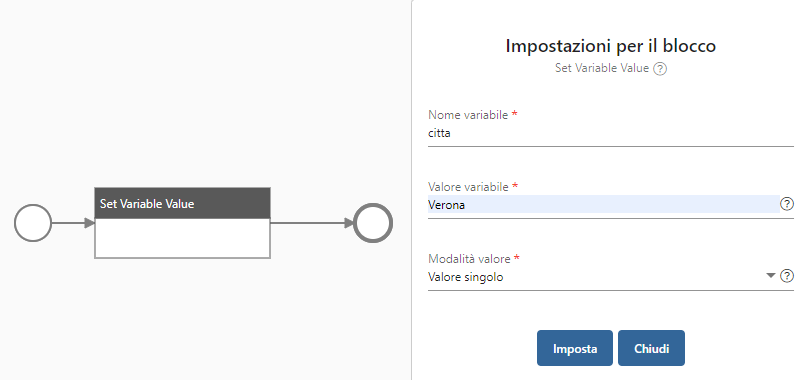 Set Variable Value
Impostazioni per il blocco
Set Variable Value ?
Nome variabile *
citta
Valore variabile *
Verona ?
Modalità valore *
Valore singolo ?
Imposta Chiudi